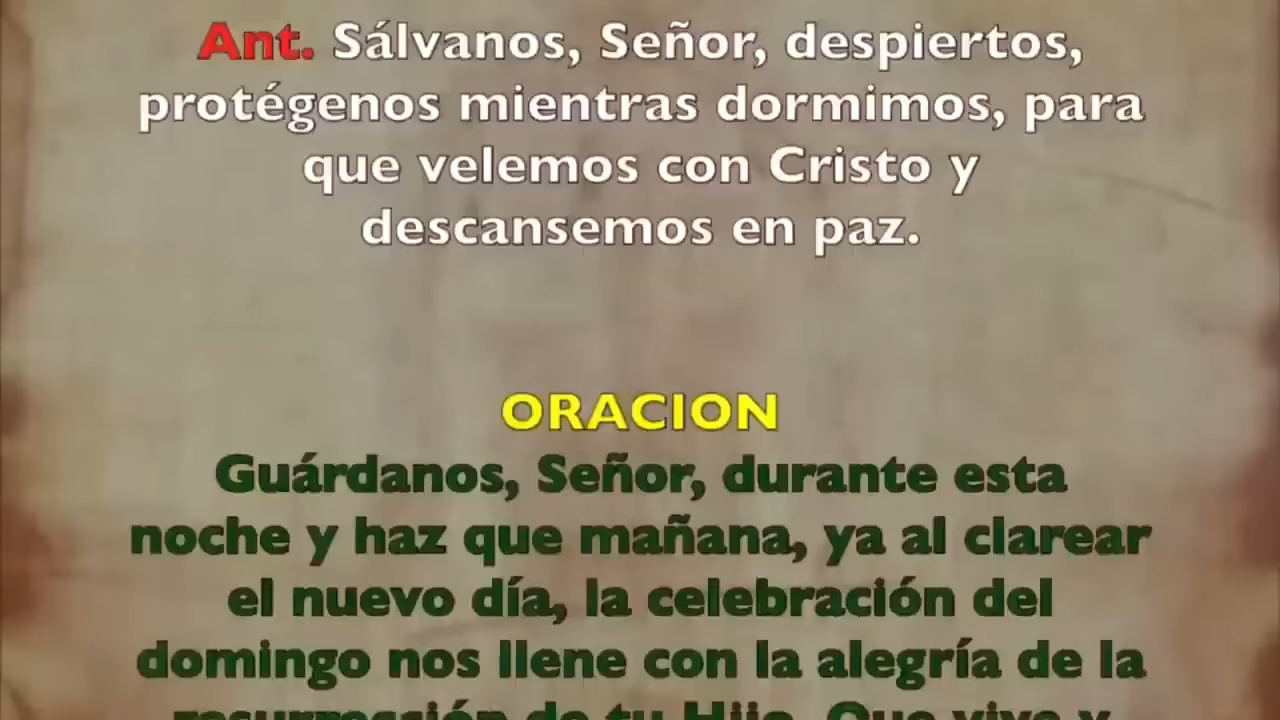 Ant. Sálvanos, Señor, despiertos,
protégenos mientras dormimos, para
que velemos con Cristo y
descansemos en paz.
ORACION
Guárdanos, Señor, durante esta
noche y haz que mañana, ya al clarear
el nuevo día, la celebración del
domingo nos llene con la alegría de la
resurrección de tu Hijo. Que vive y